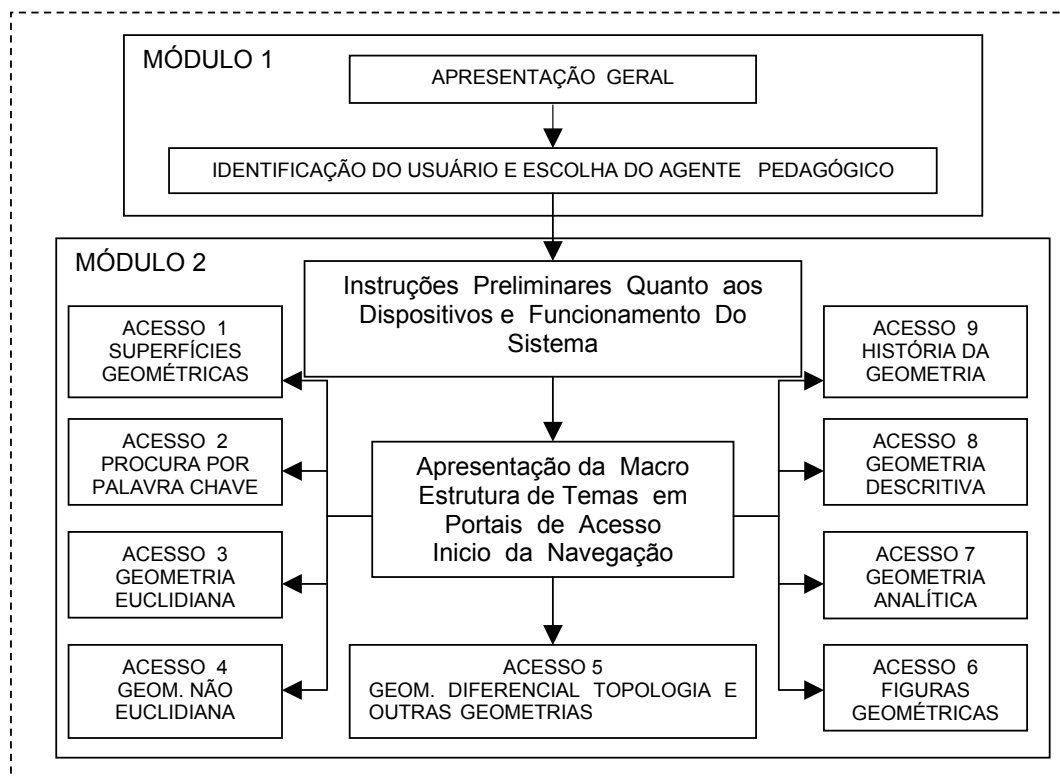 MÓDULO 1
APRESENTAÇÃO GERAL
IDENTIFICAÇÃO DO USUÁRIO E ESCOLHA DO AGENTE PEDAGÓGICO
MÓDULO 2
Instruções Preliminares Quanto aos
Dispositivos e Funcionamento Do
Sistema
ACESSO 1
SUPERFÍCIES
GEOMÉTRICAS
ACESSO 9
HISTÓRIA DA
GEOMETRIA
ACESSO 2
PROCURA POR
PALAVRA CHAVE
Apresentação da Macro
Estrutura de Temas em
Portais de Acesso
Inicio da Navegação
ACESSO 8
GEOMETRIA
DESCRITIVA
ACESSO 3
GEOMETRIA
EUCLIDIANA
ACESSO 7
GEOMETRIA
ANALÍTICA
ACESSO 4
GEOM. NÃO
EUCLIDIANA
ACESSO 5
GEOM. DIFERENCIAL TOPOLOGIA E
OUTRAS GEOMETRIAS
ACESSO 6
FIGURAS
GEOMÉTRICAS